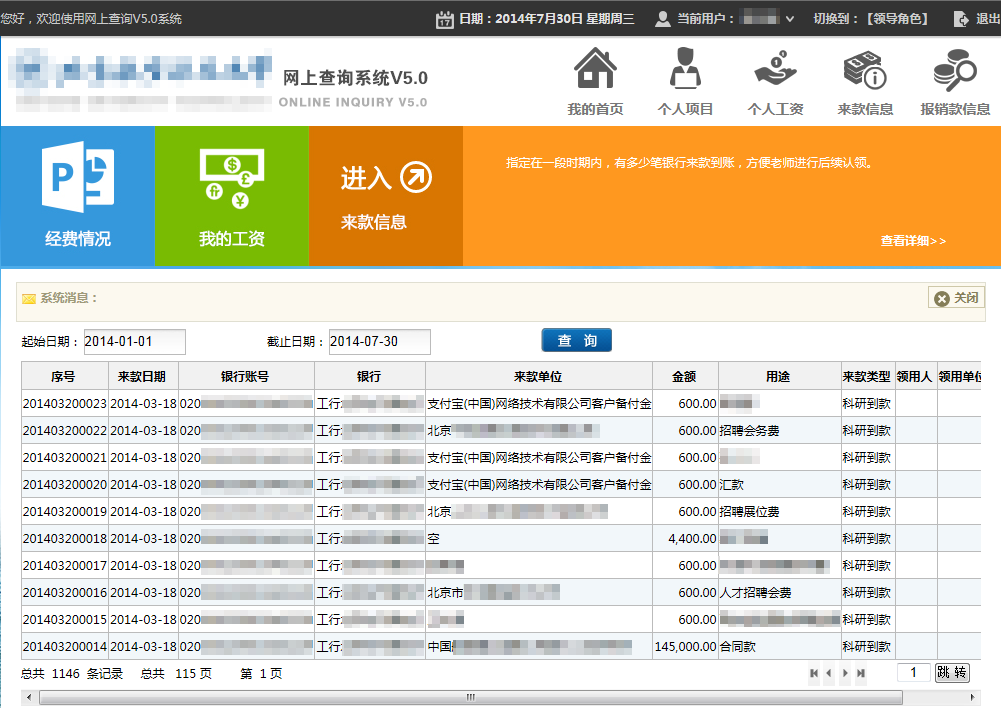 您好，欢迎使用网上查询V5.0系统 17 日期：2014年7月30日 星期周三 当前用户： 切换到：【领导角色】 退出
网上查询系统V5.0
ONLINE INQUIRY V5.0
我的首页 个人项目 个人工资 来款信息 报销款信息
指定在一段时期内，有多少笔银行来款到账，方便老师进行后续认领。
进入
来款信息
经费情况 我的工资
查看详细>>
系统消息： 关闭
起始日期： 2014-01-01 截止日期： 2014-07-30 查 询
序号 来款日期 银行账号 银行 来款单位 金额 用途 来款类型 领用人 领用单位
201403200023 2014-03-18 020 工行 支付宝(中国)网络技术有限公司客户备付金 600.00 科研到款
201403200022 2014-03-18 020 工行 北京 600.00 招聘会务费 科研到款
201403200021 2014-03-18 020 工行 支付宝(中国)网络技术有限公司客户备付金 600.00 科研到款
201403200020 2014-03-18 020 工行 支付宝(中国)网络技术有限公司客户备付金 600.00 汇款 科研到款
201403200019 2014-03-18 020 工行 北京 600.00 招聘展位费 科研到款
201403200018 2014-03-18 020 工行 空 4,400.00 科研到款
201403200017 2014-03-18 020 工行 600.00 科研到款
201403200016 2014-03-18 020 工行 北京市 600.00 人才招聘会费 科研到款
201403200015 2014-03-18 020 工行 600.00 科研到款
201403200014 2014-03-18 020 工行 中国 145,000.00 合同款 科研到款
总共 1146 条记录 总共 115 页 第 1 页 1 跳 转